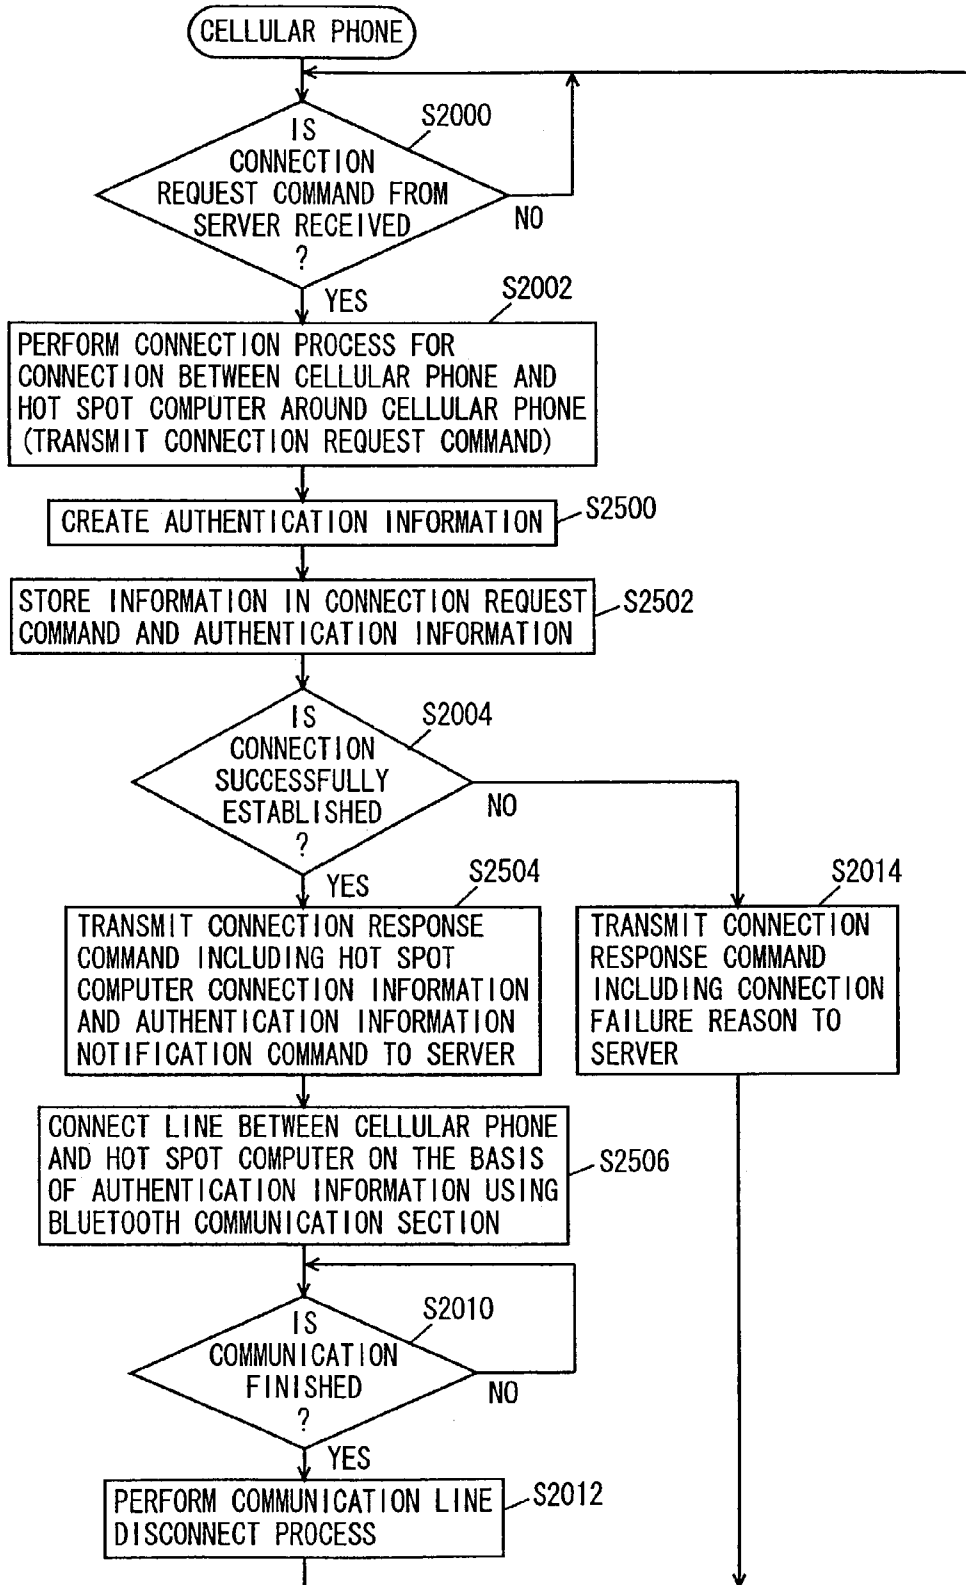 CELLULAR PHONE
S2000
IS
CONNECTION
REQUEST COMMAND FROM
SERVER RECEIVED
?
NO
YES
S2002
PERFORM CONNECTION PROCESS FOR
CONNECTION BETWEEN CELLULAR PHONE AND
HOT SPOT COMPUTER AROUND CELLULAR PHONE
(TRANSMIT CONNECTION REQUEST COMMAND)
CREATE AUTHENTICATION INFORMATION
S2500
STORE INFORMATION IN CONNECTION REQUEST
COMMAND AND AUTHENTICATION INFORMATION
S2502
S2004
IS
CONNECTION
SUCCESSFULLY
ESTABLISHED
?
NO
YES
S2504
TRANSMIT CONNECTION RESPONSE
COMMAND INCLUDING HOT SPOT
COMPUTER CONNECTION INFORMATION
AND AUTHENTICATION INFORMATION
NOTIFICATION COMMAND TO SERVER
S2014
TRANSMIT CONNECTION
RESPONSE COMMAND
INCLUDING CONNECTION
FAILURE REASON TO
SERVER
CONNECT LINE BETWEEN CELLULAR PHONE
AND HOT SPOT COMPUTER ON THE BASIS
OF AUTHENTICATION INFORMATION USING
BLUETOOTH COMMUNICATION SECTION
S2506
S2010
IS
COMMUNICATION
FINISHED
?
NO
YES
PERFORM COMMUNICATION LINE
DISCONNECT PROCESS
S2012